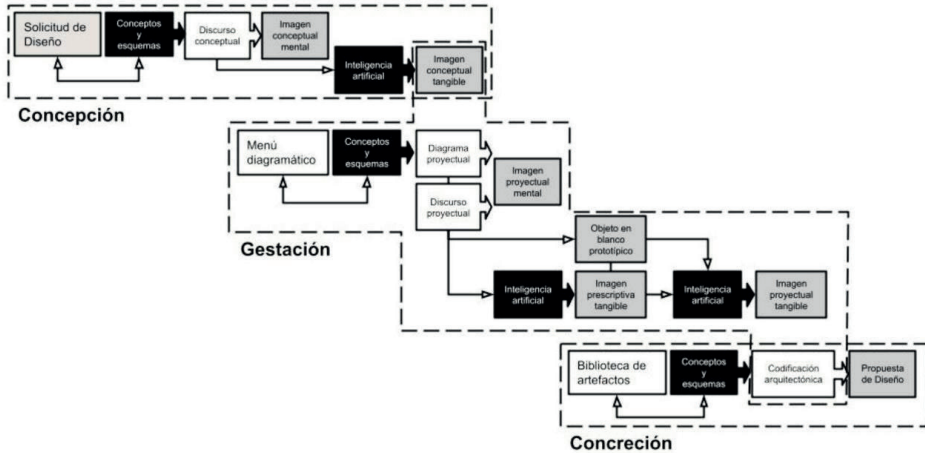 Solicitud de
Diseño
Conceptos
y
esquemas
Discurso
conceptual
Imagen
conceptual
mental
Inteligencia
artificial
Imagen
conceptual
tangible
Concepción
Menú
diagramático
Conceptos
y
esquemas
Diagrama
proyectual
Discurso
proyectual
Imagen
proyectual
mental
Gestación
Objeto en
blanco
prototípico
Inteligencia
artificial
Imagen
prescriptiva
tangible
Inteligencia
artificial
Imagen
proyectual
tangible
Biblioteca de
artefactos
Conceptos
y
esquemas
Codificación
arquitectónica
Propuesta
de Diseño
Concreción